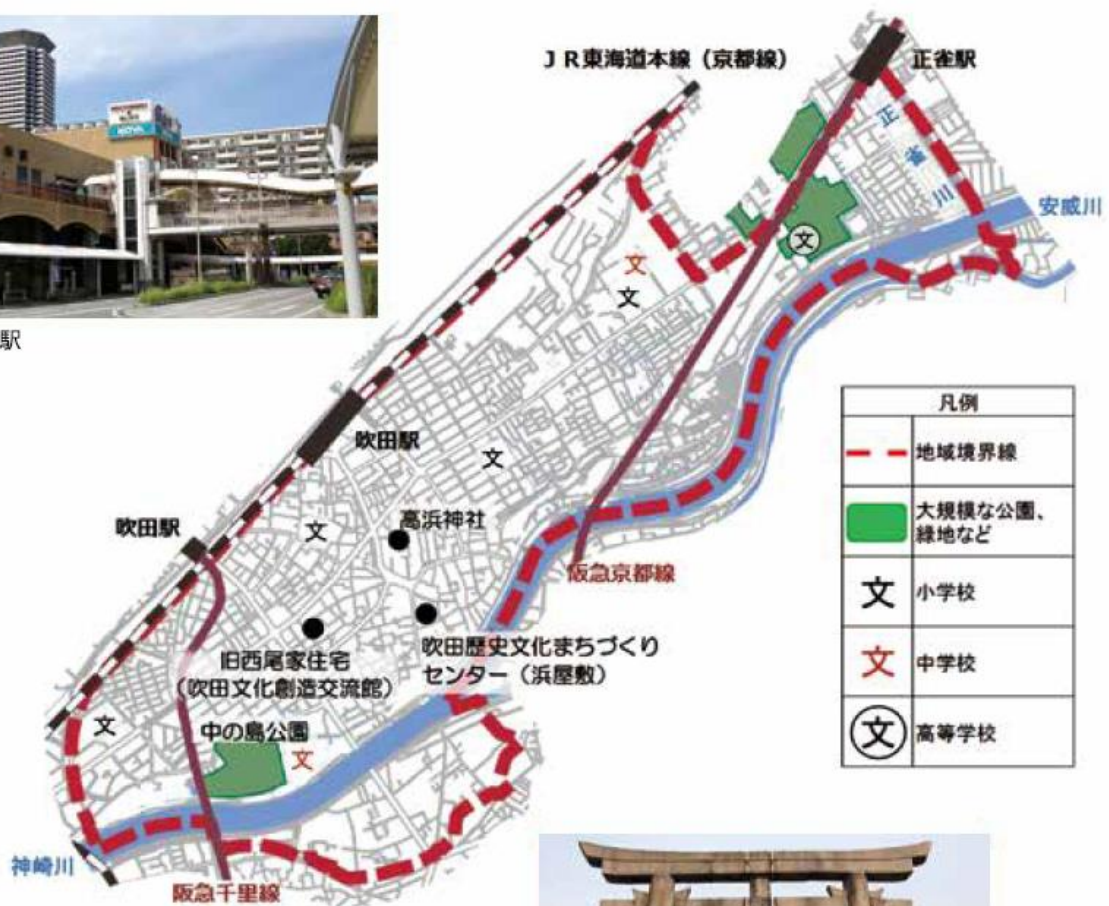 駅
JR東海道本線(京都線)
正雀駅
正雀川
安威川
文
文
文
吹田駅
文
高浜神社
吹田駅
文
阪急京都線
旧西尾家住宅
(吹田文化創造交流館)
吹田歴史文化まちづくり
センター(浜屋敷)
文
中の島公園
文
神崎川
阪急千里線
凡例
地域境界線
大規模な公園、
緑地など
文 小学校
文 中学校
文 高等学校